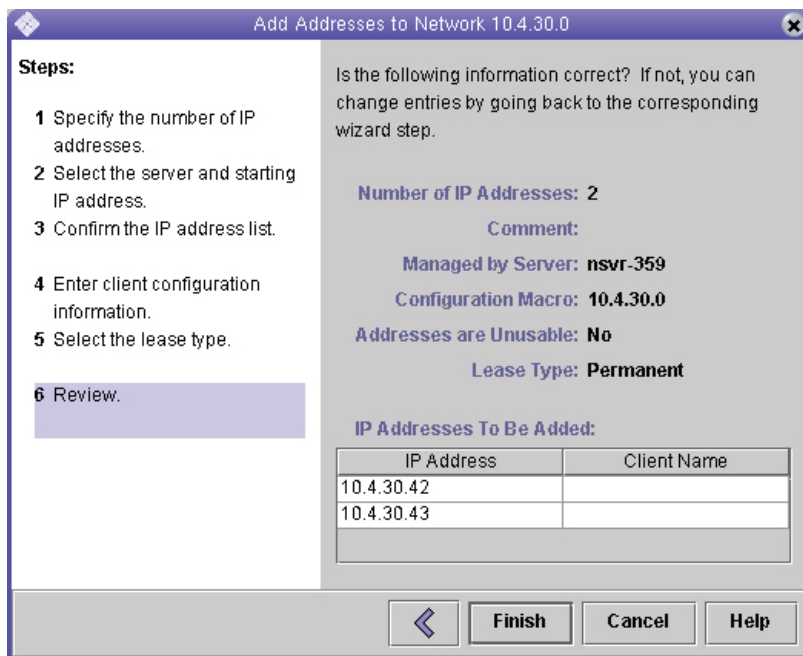 Add Addresses to Network 10.4.30.0
Steps:
1 Specify the number of IP
addresses.
2 Select the server and starting
IP address.
3 Confirm the IP address list.
4 Enter client configuration
information.
5 Select the lease type.
6 Review.
Is the following information correct? If not, you can
change entries by going back to the corresponding
wizard step.
Number of IP Addresses: 2
Comment:
Managed by Server: nsvr-359
Configuration Macro: 10.4.30.0
Addresses are Unusable: No
Lease Type: Permanent
IP Addresses To Be Added:
IP Address Client Name
10.4.30.42
10.4.30.43
Finish Cancel Help